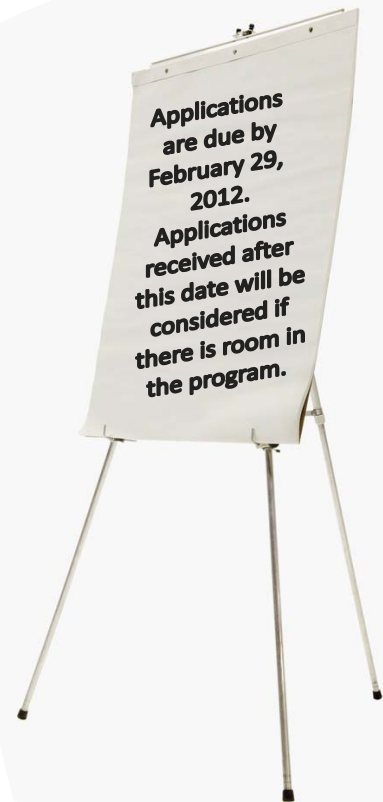 Applications
are due by
February 29,
2012.
Applications
received after
this date will be
considered if
there is room in
the program.